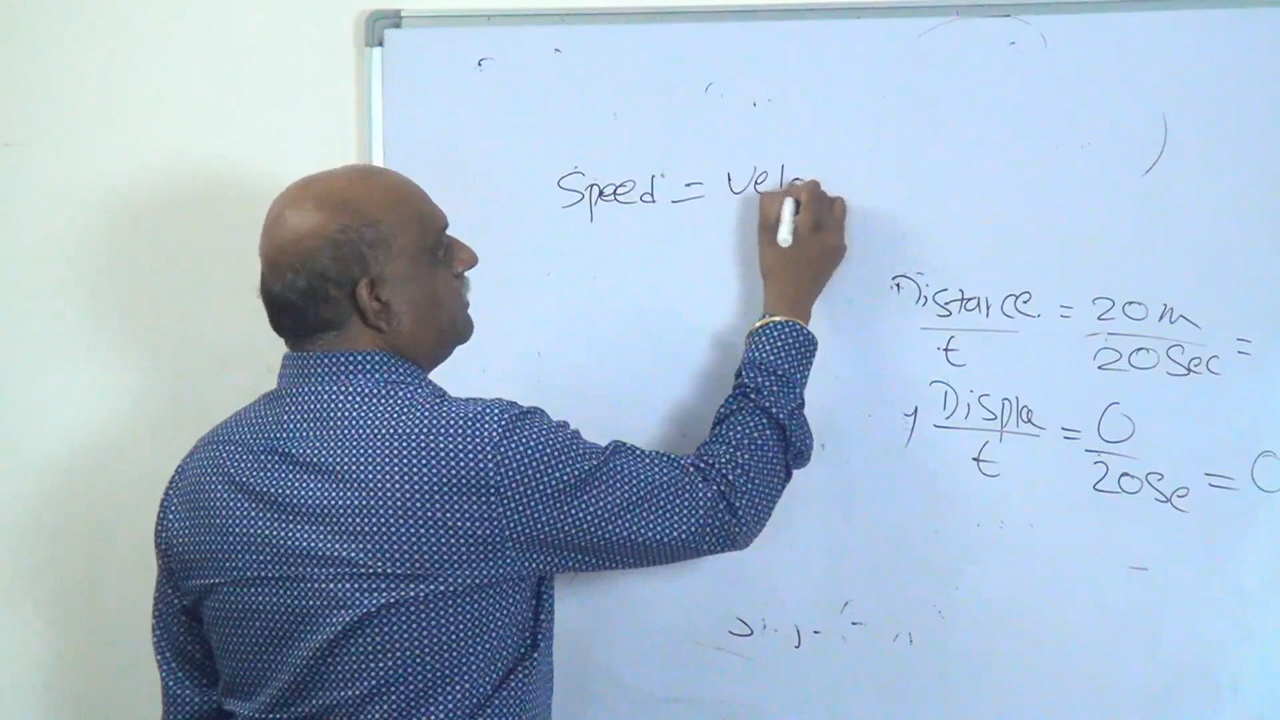 Speed = Velo
Distance = 20m
t 20Sec =
Displa = 0
t 20Se = 0